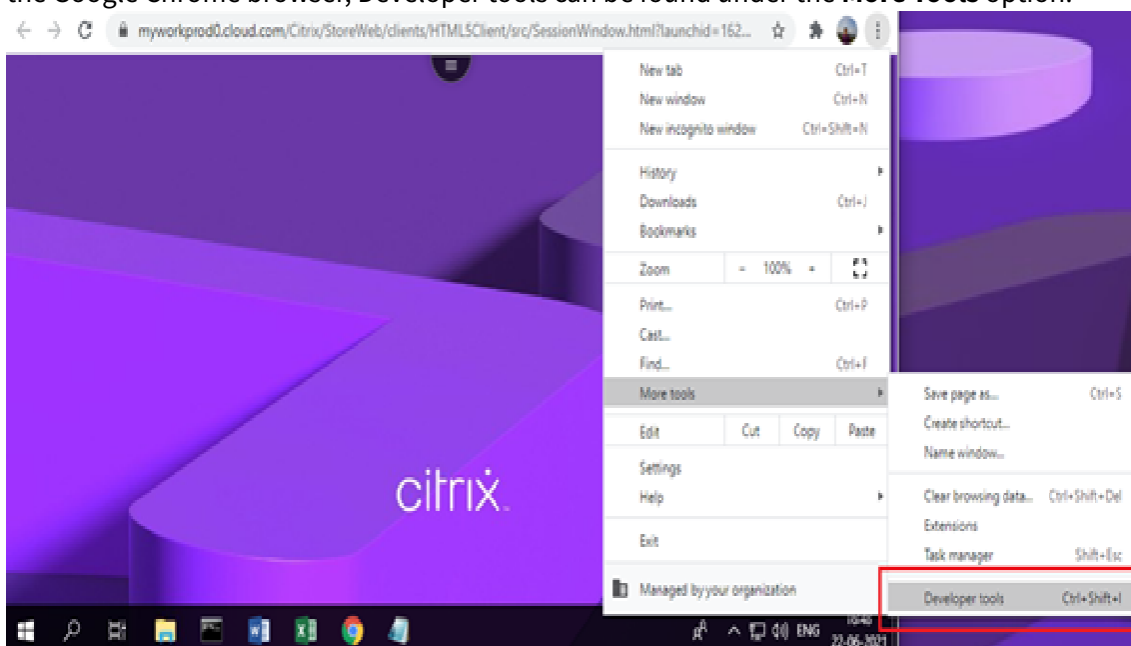 the Google Chrome browser, Developer tools can be found under the More Tools option.
myworkprod0.cloud.com/Citrix/StoreWeb/clients/HTML5Client/src/SessionWindow.html?launchid=162...
New tab Ctrl+T
New window Ctrl+N
New incognito window Ctrl+Shift+N
History
Downloads Ctrl+J
Bookmarks
Zoom - 100% +
Print... Ctrl+P
Cast...
Find... Ctrl+F
More tools
Edit Cut Copy Paste
Settings
Help
Exit
Managed by your organization
Save page as... Ctrl+S
Create shortcut...
Name window...
Clear browsing data... Ctrl+Shift+Del
Extensions
Task manager Shift+Esc
Developer tools Ctrl+Shift+I
citrix.
ENG
22-06-2021